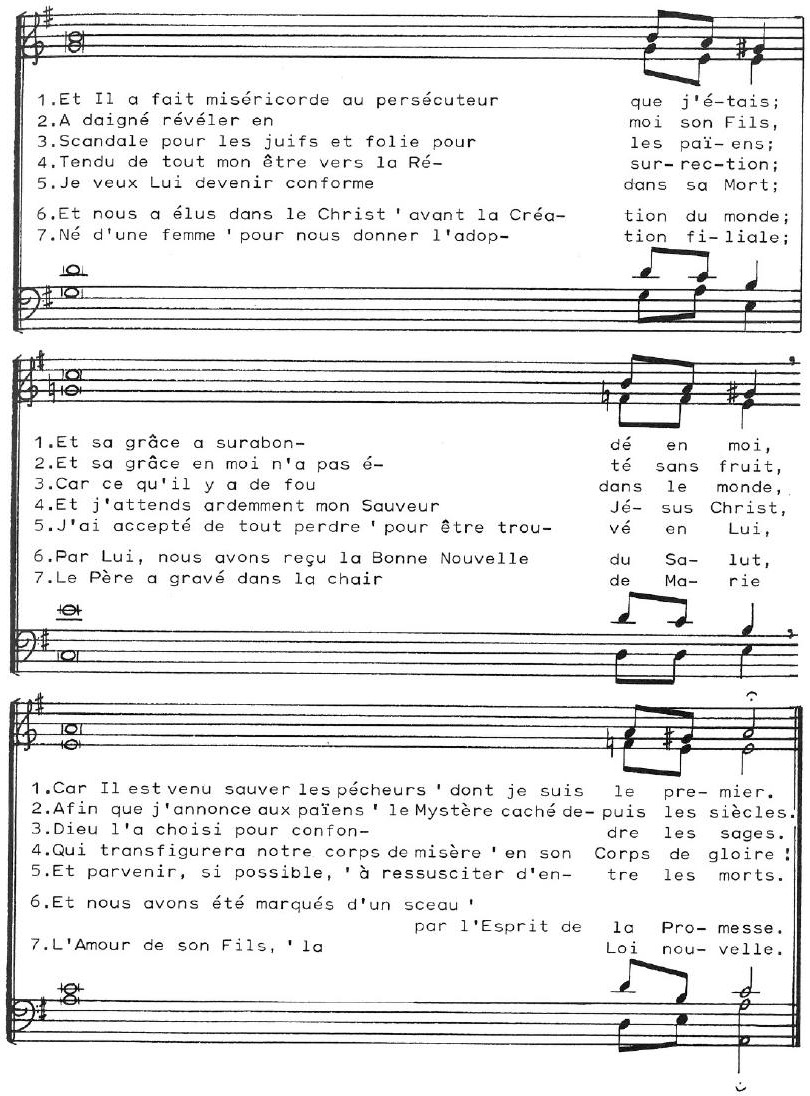 1.Et Il a fait miséricorde au persécuteur que j'é-tais;
2.A daigné révéler en moi son Fils,
3.Scandale pour les juifs et folie pour les paï-ens;
4.Tendu de tout mon être vers la Ré- sur-rec-tion;
5.Je veux Lui devenir conforme dans sa Mort;
6.Et nous a élus dans le Christ ' avant la Créa- tion du monde;
7.Né d'une femme ' pour nous donner l'adop- tion fi-liale;
1.Et sa grâce a surabon- dé en moi,
2.Et sa grâce en moi n'a pas é- té sans fruit,
3.Car ce qu'il y a de fou dans le monde,
4.Et j'attends ardemment mon Sauveur Jé- sus Christ,
5.J'ai accepté de tout perdre ' pour être trou- vé en Lui,
6.Par Lui, nous avons reçu la Bonne Nouvelle du Sa- lut,
7.Le Père a gravé dans la chair de Ma- rie
1.Car Il est venu sauver les pécheurs ' dont je suis le pre- mier.
2.Afin que j'annonce aux païens ' le Mystère caché de- puis les siècles.
3.Dieu l'a choisi pour confon- dre les sages.
4.Qui transfigurera notre corps de misère ' en son Corps de gloire !
5.Et parvenir, si possible, ' à ressusciter d'en- tre les morts.
6.Et nous avons été marqués d'un sceau '
par l'Esprit de la Pro- messe.
7.L'Amour de son Fils, ' la Loi nou- velle.